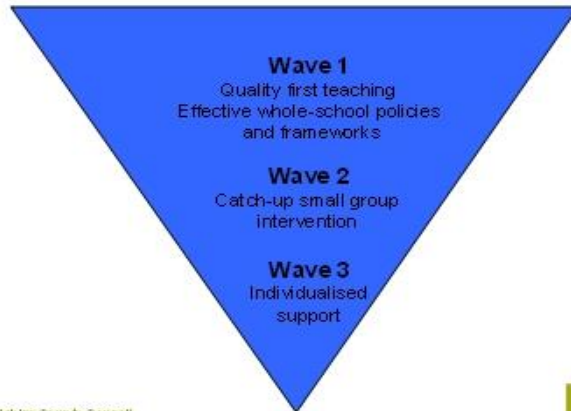 Wave 1
Quality first teaching
Effective whole-school policies
and frameworks
Wave 2
Catch-up small group
intervention
Wave 3
Individualised
support